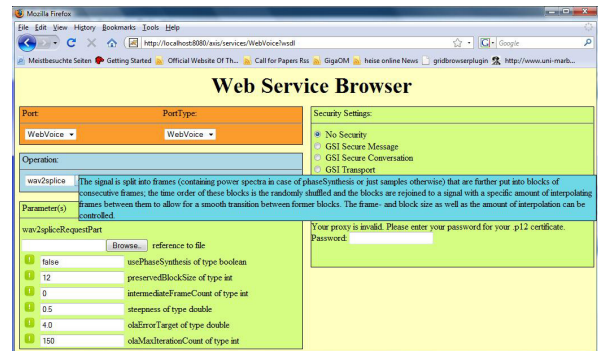 Mozilla Firefox
File Edit View History Bookmarks Tools Help
http://localhost:8080/axis/services/WebVoice?wsdl
Google
Meistbesuchte Seiten Getting Started Official Website Of Th... Call for Papers Rss GigaOM heise online News gridbrowserplugin http://www.uni-marb...
Web Service Browser
Port: PortType:
WebVoice WebVoice
Operation:
wav2splice
Security Settings:
No Security
GSI Secure Message
GSI Secure Conversation
GSI Transport
The signal is split into frames (containing power spectra in case of phaseSynthesis or just samples otherwise) that are further put into blocks of
consecutive frames; the time order of these blocks is the randomly shuffled and the blocks are rejoined to a signal with a specific amount of interpolating
frames between them to allow for a smooth transition between former blocks. The frame- and block size as well as the amount of interpolation can be
controlled.
Parameter(s)
wav2spliceRequestPart
Browse.. reference to file
false usePhaseSynthesis of type boolean
12 preservedBlockSize of type int
0 intermediateFrameCount of type int
0.5 steepness of type double
4.0 olaErrorTarget of type double
150 olaMaxIterationCount of type int
Your proxy is invalid. Please enter your password for your .p12 certificate.
Password: